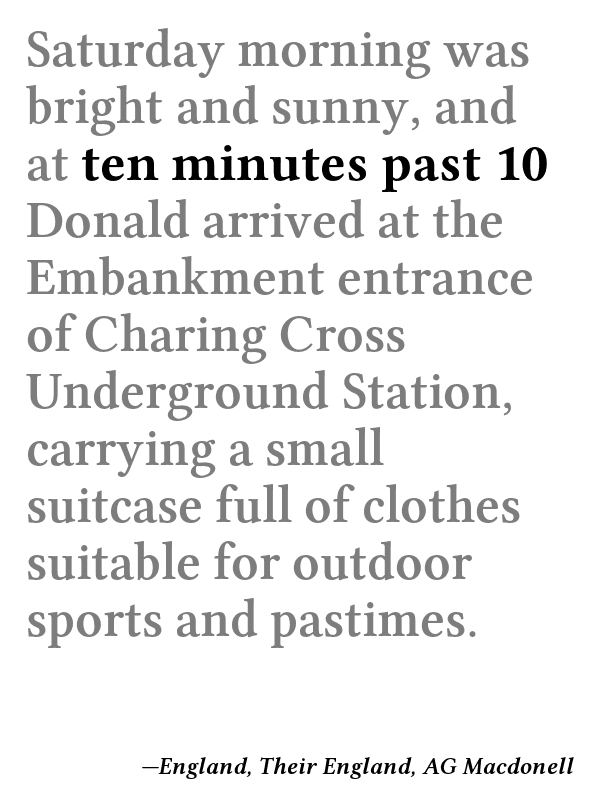 Saturday morning was
bright and sunny, and
at ten minutes past 10
Donald arrived at the
Embankment entrance
of Charing Cross
Underground Station,
carrying a small
suitcase full of clothes
suitable for outdoor
sports and pastimes.
—England, Their England, AG Macdonell